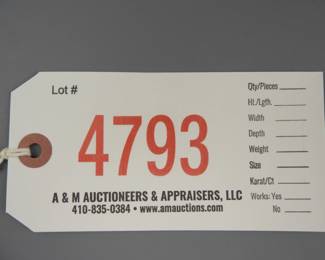 Lot #
4793
A & M AUCTIONEERS & APPRAISERS, LLC
410-835-0384 • www.amauctions.com
Qty/Pieces
Ht./Lgth.
Width
Depth
Weight
Size
Karat/Ct
Works: Yes
No